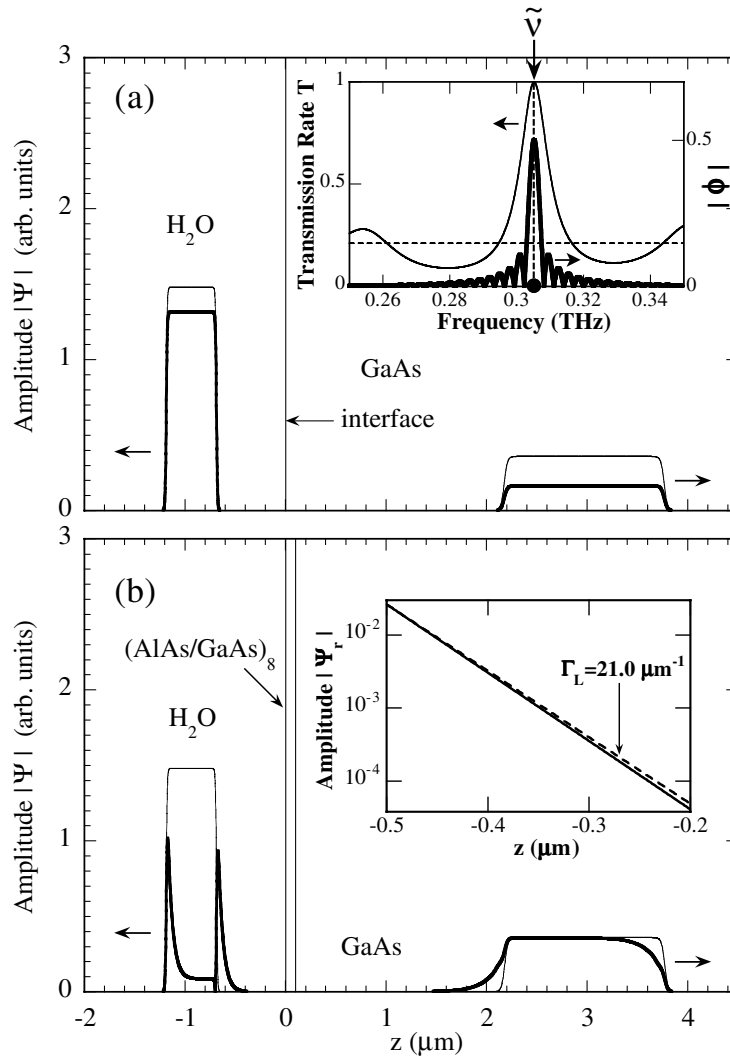 ν̃
3
(a)
2
1
0
Amplitude |Ψ| (arb. units)
H₂O
GaAs
interface
1
0.5
0
Transmission Rate T
0.5
0
|ϕ|
0.26
0.28
0.3
0.32
0.34
Frequency (THz)
3
(b)
2
1
0
Amplitude |Ψ| (arb. units)
(AlAs/GaAs)₈
H₂O
GaAs
10⁻²
10⁻³
10⁻⁴
Amplitude |Ψᵣ|
Γ_L=21.0 μm⁻¹
-0.5
-0.4
-0.3
-0.2
z (μm)
-2
-1
0
1
2
3
4
z (μm)